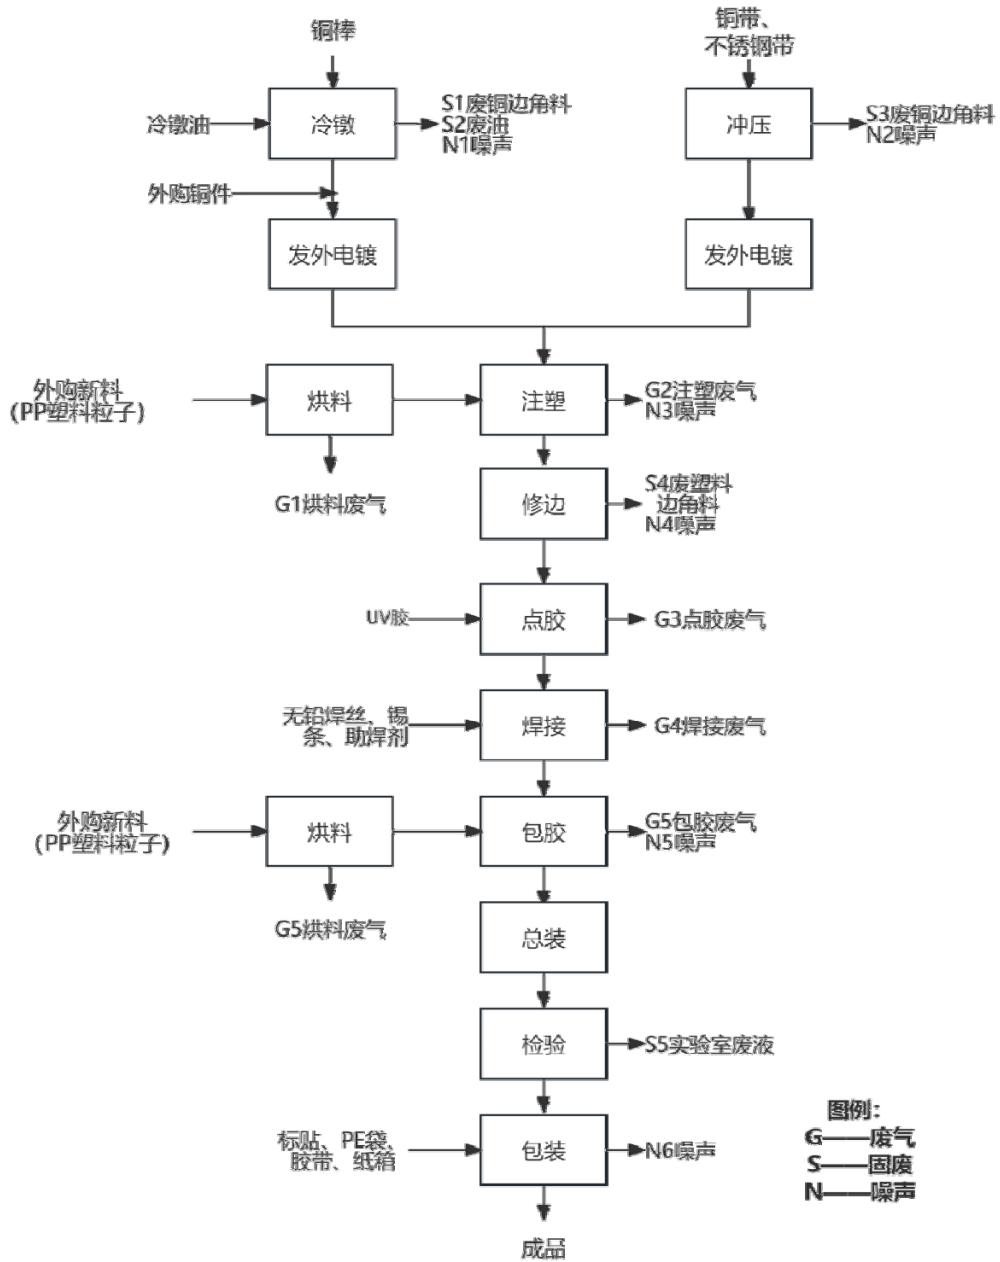 铜棒
铜带、
不锈钢带
冷镦油
冷镦
S1废铜边角料
S2废油
N1噪声
冲压
S3废铜边角料
N2噪声
外购铜件
发外电镀
发外电镀
外购新料
(PP塑料粒子)
烘料
注塑
G2注塑废气
N3噪声
G1烘料废气
修边
S4废塑料
边角料
N4噪声
UV胶
点胶
G3点胶废气
无铅焊丝、锡
条、助焊剂
焊接
G4焊接废气
外购新料
(PP塑料粒子)
烘料
包胶
G5包胶废气
N5噪声
G5烘料废气
总装
检验
S5实验室废液
标贴、PE袋、
胶带、纸箱
包装
N6噪声
成品
图例：
G——废气
S——固废
N——噪声